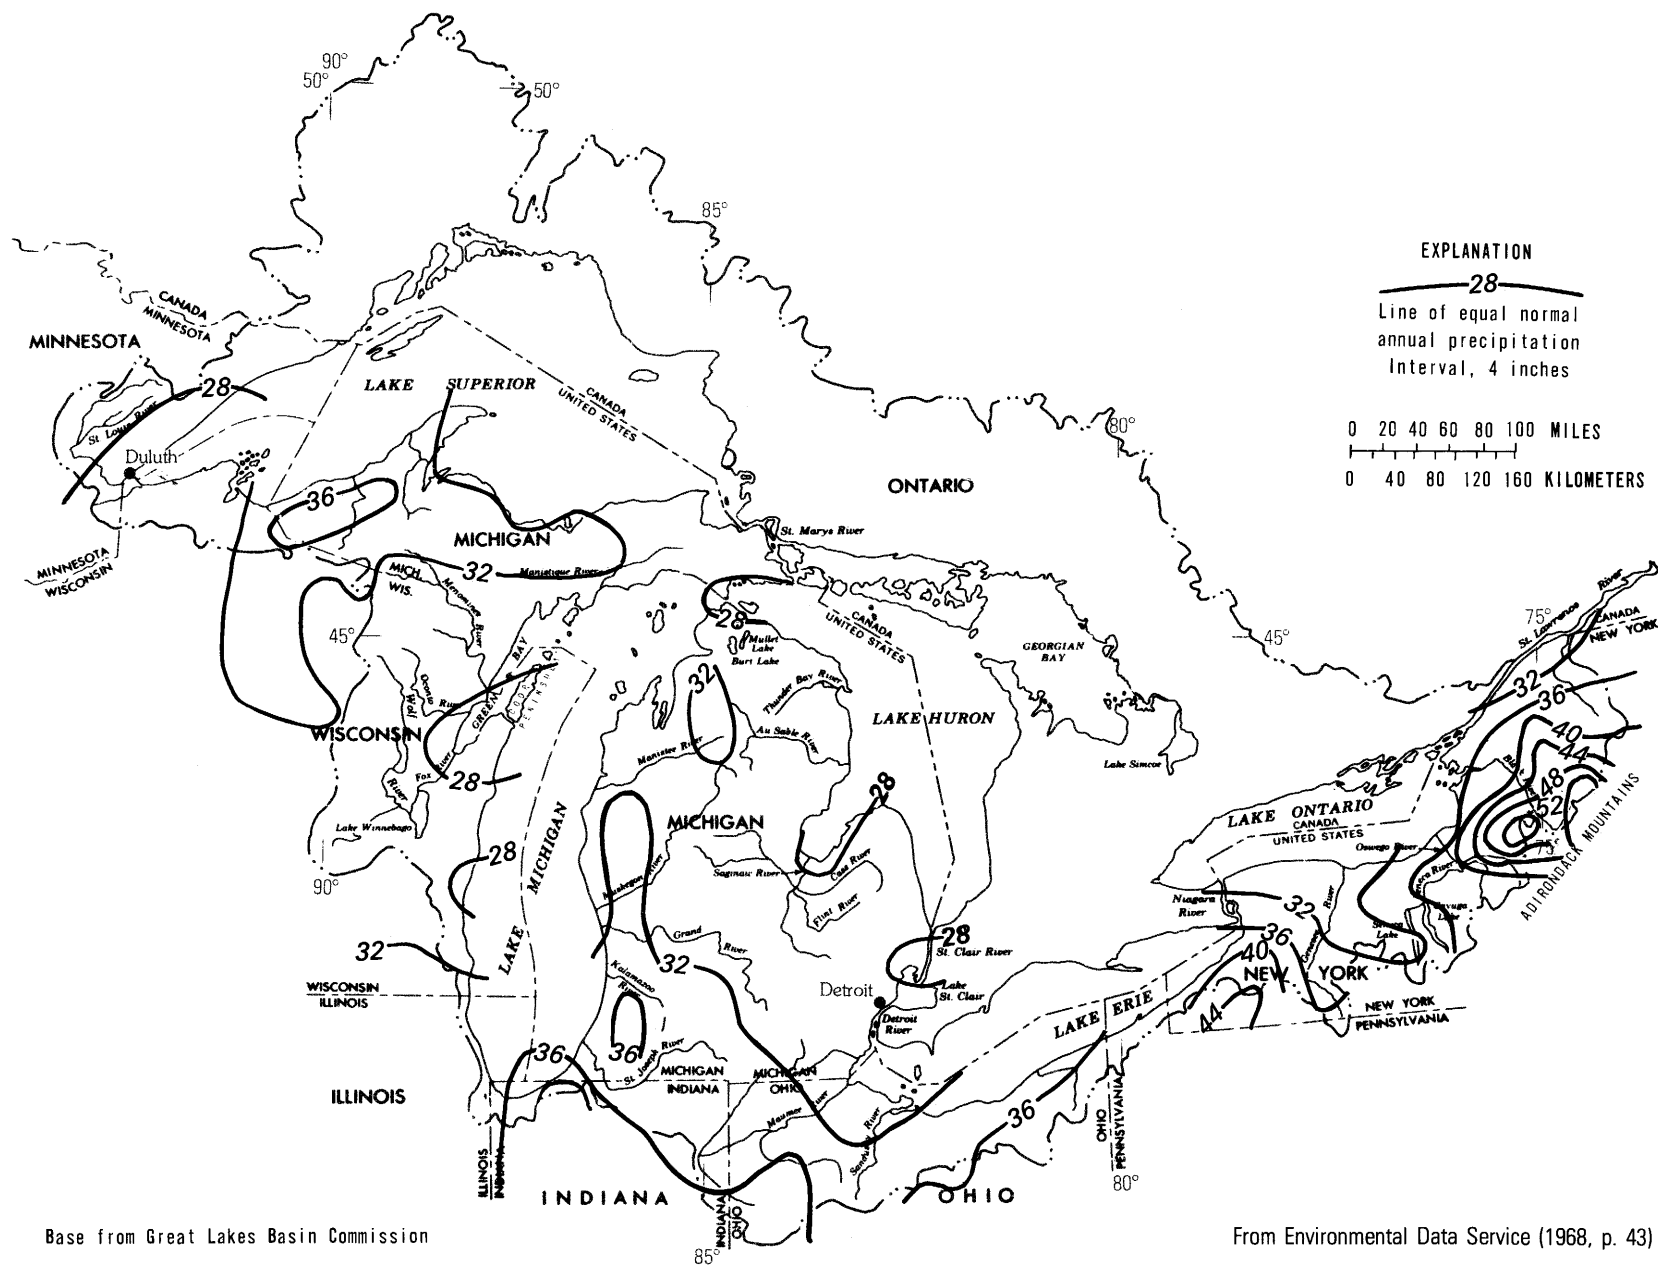 90°
50°
50°
85°
EXPLANATION
28
Line of equal normal
annual precipitation
Interval, 4 inches
CANADA
MINNESOTA
MINNESOTA
28
LAKE SUPERIOR
CANADA
UNITED STATES
80°
0 20 40 60 80 100 MILES
0 40 80 120 160 KILOMETERS
St Louis River
Duluth
36
ONTARIO
St. Marys River
MICHIGAN
MINNESOTA
WISCONSIN
MICH.
WIS.
32
Manistique River
Menominee River
28
CANADA
UNITED STATES
45°
45°
75°
St. Lawrence River
CANADA
NEW YORK
Mullet
Lake
Burt Lake
GEORGIAN
BAY
GREEN BAY
DOOR
PENINSULA
Oconto River
Wolf River
Fox River
32
Thunder Bay River
32
36
40
44
48
52
WISCONSIN
LAKE HURON
Au Sable River
Manistee River
Lake Simcoe
28
28
LAKE ONTARIO
CANADA
UNITED STATES
Oswego River
75°
ADIRONDACK MOUNTAINS
MICHIGAN
Lake Winnebago
LAKE MICHIGAN
28
Saginaw River
Cass River
Flint River
Muskegon River
90°
Niagara
River
32
Genesee River
Seneca River
Seneca
Lake
Cayuga
Lake
36
40
44
NEW YORK
32
Grand River
28
St. Clair River
Lake
St. Clair
32
Kalamazoo River
WISCONSIN
ILLINOIS
Detroit
Detroit
River
LAKE ERIE
NEW YORK
PENNSYLVANIA
36
36
St Joseph River
MICHIGAN
INDIANA
MICHIGAN
OHIO
ILLINOIS
Maumee River
Sandusky River
36
OHIO
PENNSYLVANIA
80°
ILLINOIS
INDIANA
INDIANA
INDIANA
OHIO
OHIO
85°
Base from Great Lakes Basin Commission
From Environmental Data Service (1968, p. 43)